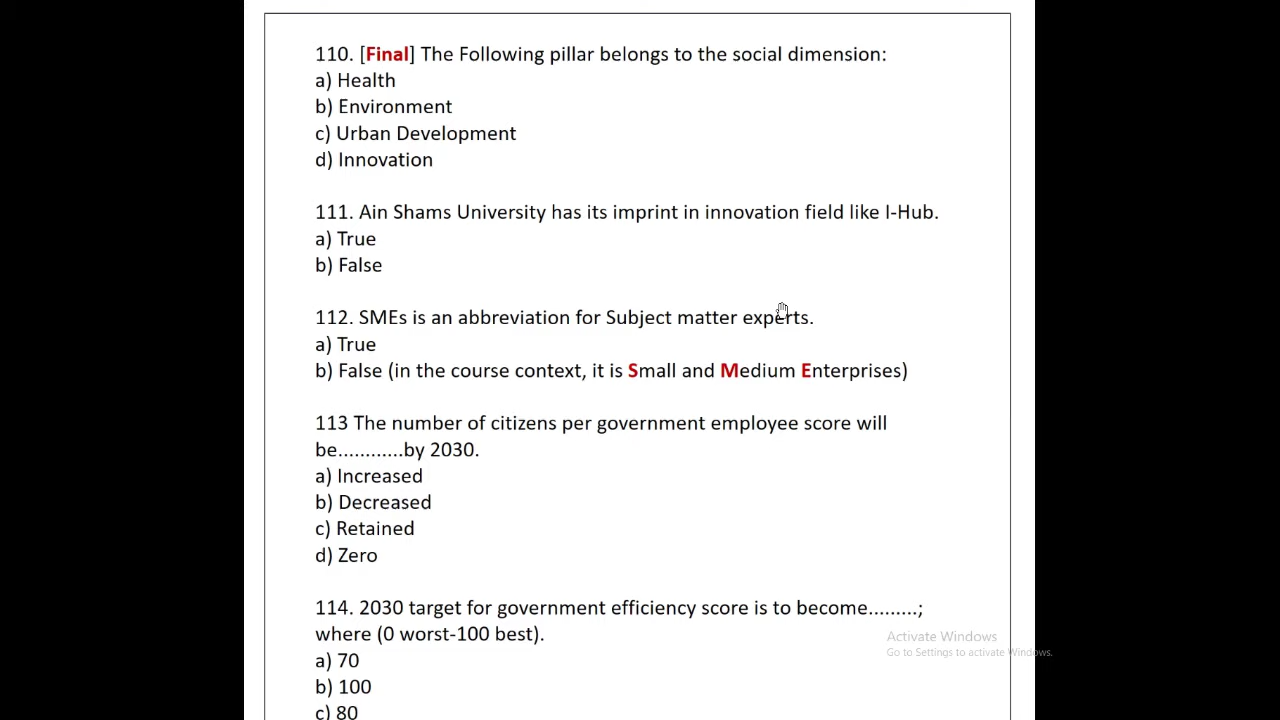 110. [Final] The Following pillar belongs to the social dimension:
a) Health
b) Environment
c) Urban Development
d) Innovation
111. Ain Shams University has its imprint in innovation field like I-Hub.
a) True
b) False
112. SMEs is an abbreviation for Subject matter experts.
a) True
b) False (in the course context, it is Small and Medium Enterprises)
113 The number of citizens per government employee score will
be............by 2030.
a) Increased
b) Decreased
c) Retained
d) Zero
114. 2030 target for government efficiency score is to become.........;
where (0 worst-100 best).
a) 70
b) 100
c) 80
Activate Windows
Go to Settings to activate Windows.